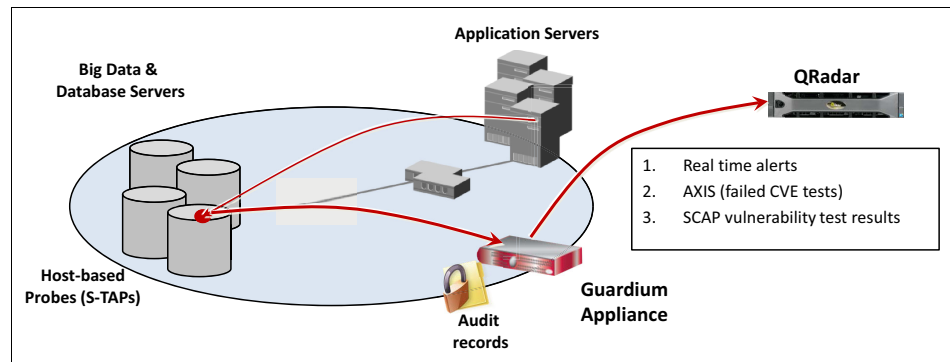 Application Servers
Big Data &
Database Servers
QRadar
1. Real time alerts
2. AXIS (failed CVE tests)
3. SCAP vulnerability test results
Host-based
Probes (S-TAPs)
Guardium
Appliance
Audit
records